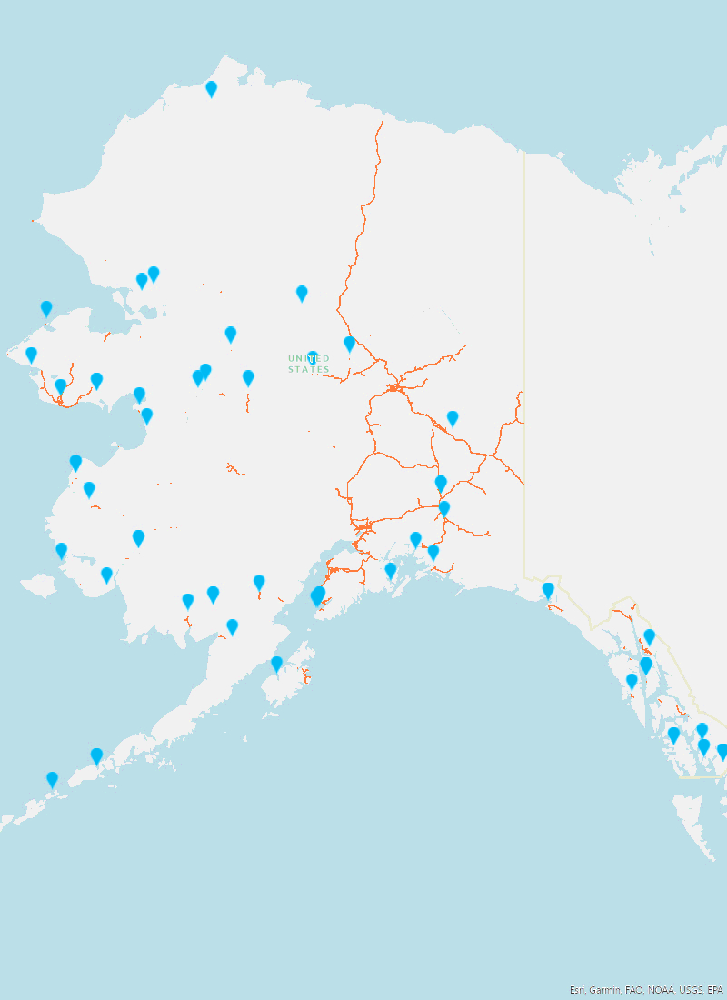 UNITED
STATES
Esri, Garmin, FAO, NOAA, USGS, EPA